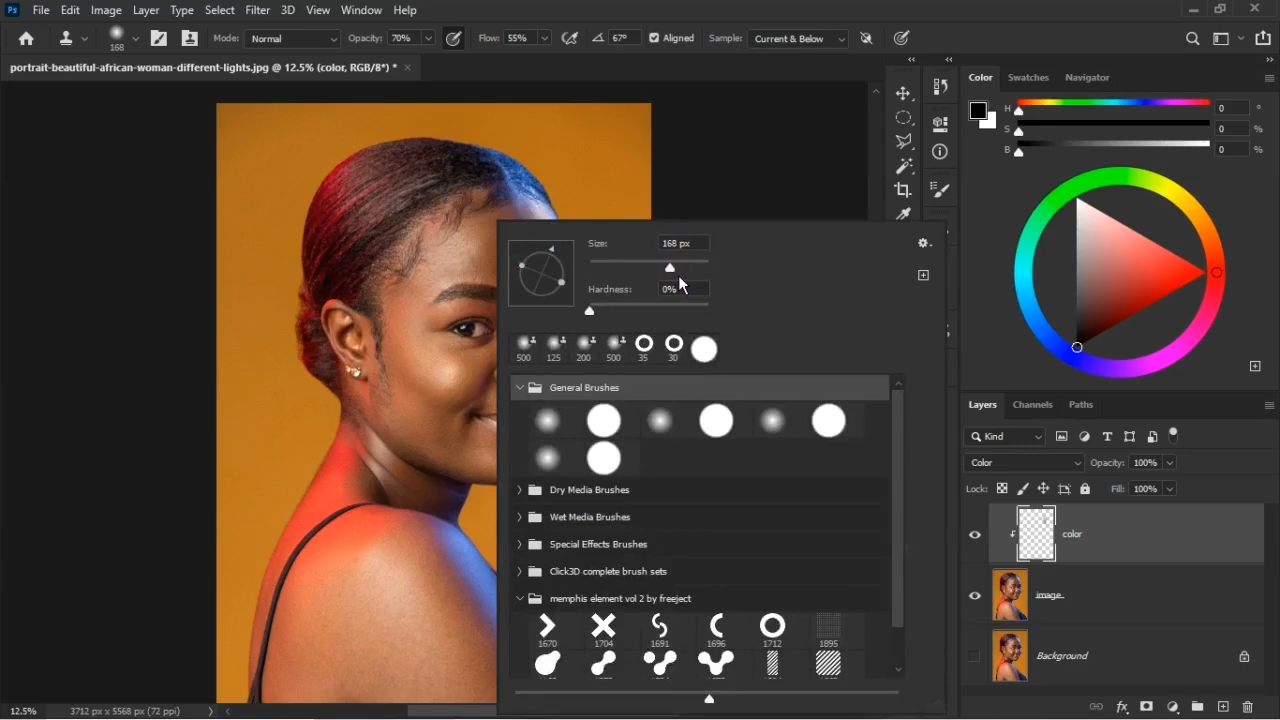 Ps File Edit Image Layer Type Select Filter 3D View Window Help
168 Mode: Normal Opacity: 70% Flow: 55% 67° Aligned Sample: Current & Below
portrait-beautiful-african-woman-different-lights.jpg @ 12.5% (color, RGB/8*) *
Color Swatches Navigator
H 0 °
S 0 %
B 0 %
Size: 168 px
Hardness: 0%
500 125 200 500 35 30
General Brushes
Dry Media Brushes
Wet Media Brushes
Special Effects Brushes
Click3D complete brush sets
memphis element vol 2 by freeject
1670 1704 1691 1696 1712 1895
Layers Channels Paths
Kind
Color Opacity: 100%
Lock: Fill: 100%
color
image_
Background
fx
12.5% 3712 px x 5568 px (72 ppi)